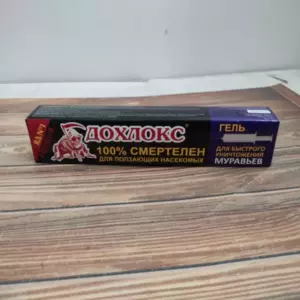 ДОХЛОКС®
100% СМЕРТЕЛЕН
ДЛЯ ПОЛЗАЮЩИХ НАСЕКОМЫХ
ГЕЛЬ
ДЛЯ БЫСТРОГО
УНИЧТОЖЕНИЯ
МУРАВЬЕВ